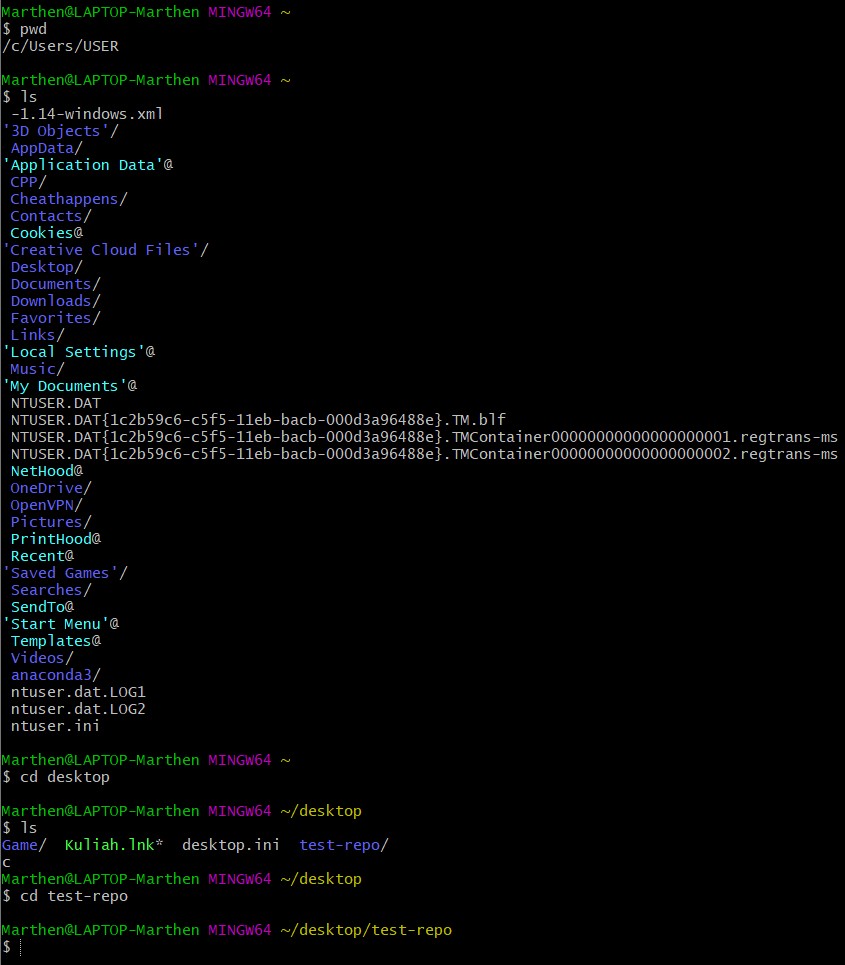 Marthen@LAPTOP-Marthen MINGW64 ~
$ pwd
/c/Users/USER

Marthen@LAPTOP-Marthen MINGW64 ~
$ ls
 -1.14-windows.xml
'3D Objects'/
 AppData/
'Application Data'@
 CPP/
 Cheathappens/
 Contacts/
 Cookies@
'Creative Cloud Files'/
 Desktop/
 Documents/
 Downloads/
 Favorites/
 Links/
'Local Settings'@
 Music/
'My Documents'@
 NTUSER.DAT
 NTUSER.DAT{1c2b59c6-c5f5-11eb-bacb-000d3a96488e}.TM.blf
 NTUSER.DAT{1c2b59c6-c5f5-11eb-bacb-000d3a96488e}.TMContainer00000000000000000001.regtrans-ms
 NTUSER.DAT{1c2b59c6-c5f5-11eb-bacb-000d3a96488e}.TMContainer00000000000000000002.regtrans-ms
 NetHood@
 OneDrive/
 OpenVPN/
 Pictures/
 PrintHood@
 Recent@
'Saved Games'/
 Searches/
 SendTo@
'Start Menu'@
 Templates@
 Videos/
 anaconda3/
 ntuser.dat.LOG1
 ntuser.dat.LOG2
 ntuser.ini

Marthen@LAPTOP-Marthen MINGW64 ~
$ cd desktop

Marthen@LAPTOP-Marthen MINGW64 ~/desktop
$ ls
Game/  Kuliah.lnk*  desktop.ini  test-repo/
c
Marthen@LAPTOP-Marthen MINGW64 ~/desktop
$ cd test-repo

Marthen@LAPTOP-Marthen MINGW64 ~/desktop/test-repo
$